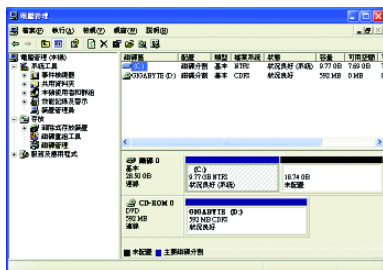 電腦管理
檔案(F) 執行(A) 檢視(V) 視窗(W) 說明(H)
電腦管理 (本機)
系統工具
事件檢視器
共用資料夾
本機使用者和群組
效能記錄及警示
裝置管理員
存放
卸除式存放裝置
磁碟重組工具
磁碟管理
服務及應用程式
磁碟區 配置 類型 檔案系統 狀態 容量 可用空間
(C:) 磁碟分割 基本 NTFS 狀況良好 (系統) 9.77 GB 7.69 GB
GIGABYTE (D:) 磁碟分割 基本 CDFS 狀況良好 592 MB 0 MB
磁碟 0
基本
28.50 GB
連線
(C:)
9.77 GB NTFS
狀況良好 (系統)
18.74 GB
未配置
CD-ROM 0
DVD
592 MB
連線
GIGABYTE (D:)
592 MB CDFS
狀況良好
未配置 主要磁碟分割